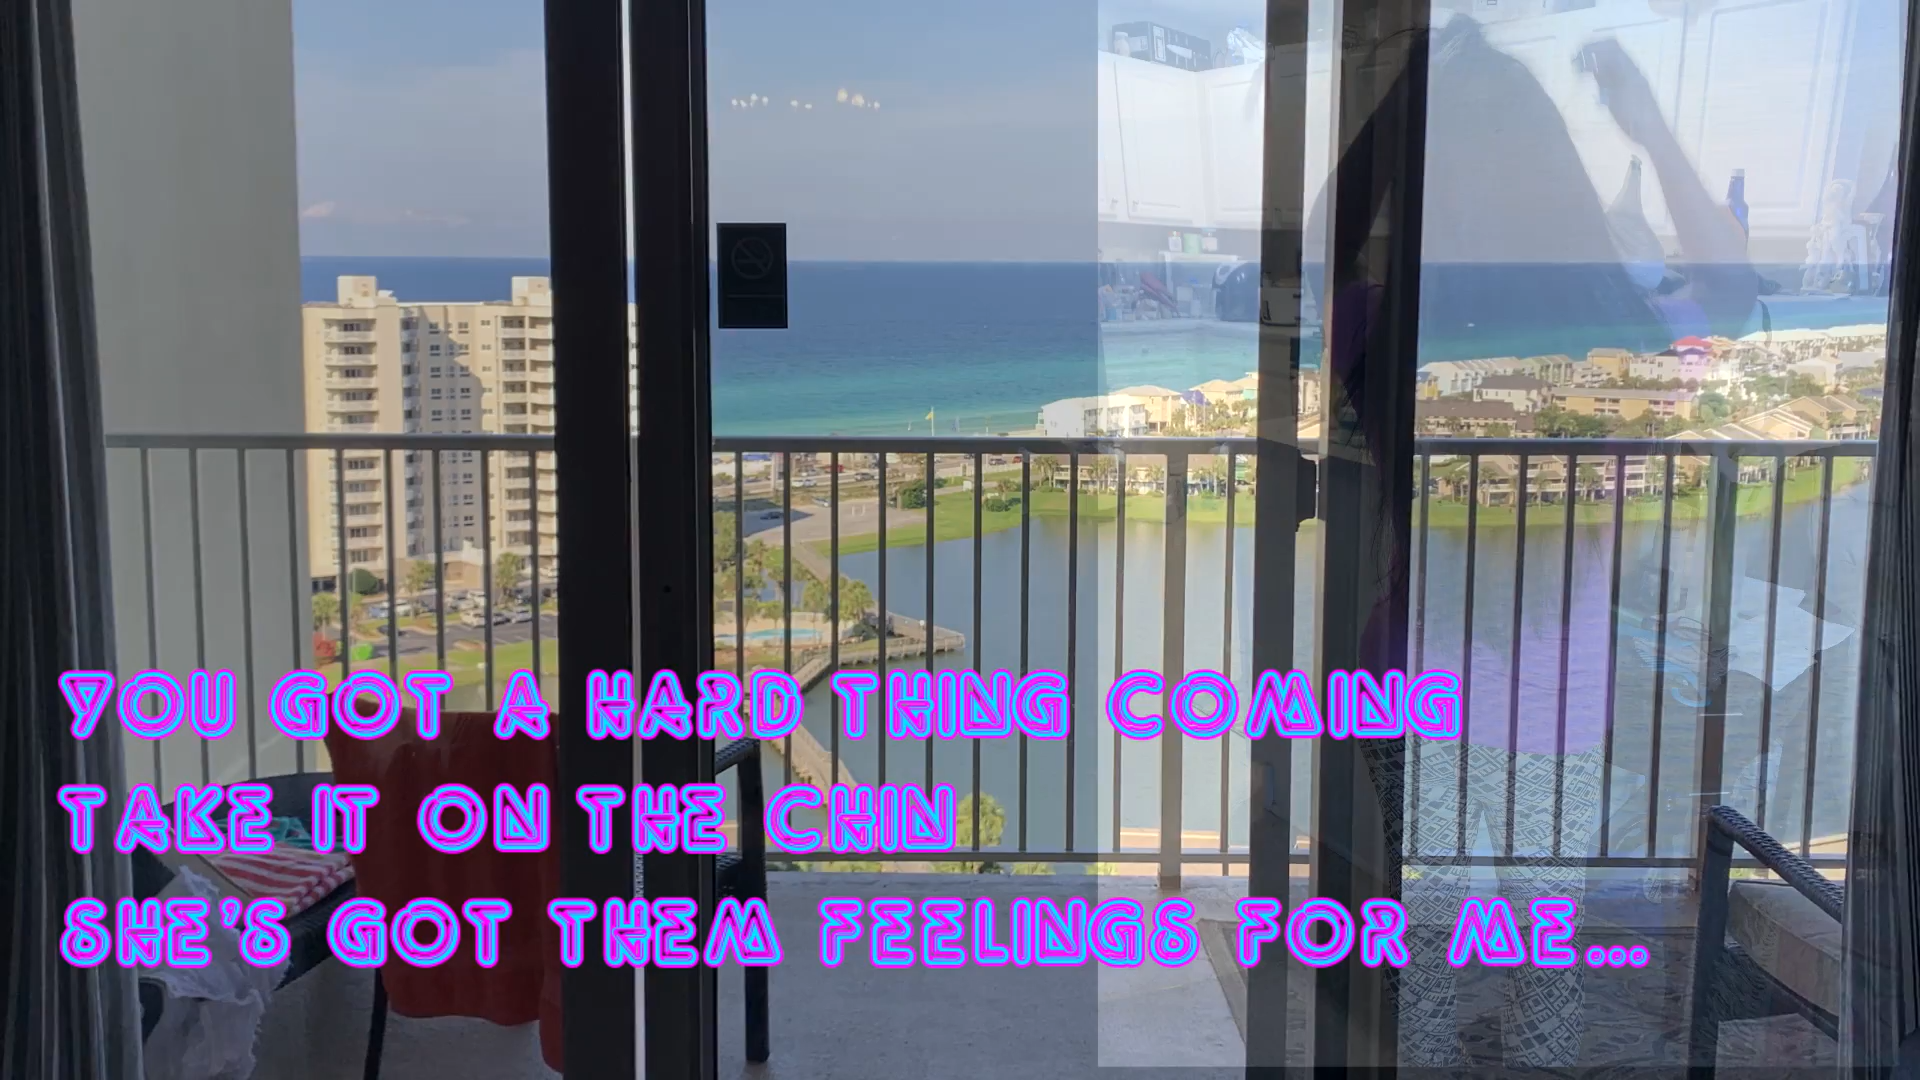 YOU GOT A HARD THING COMING
TAKE IT ON THE CHIN
SHE'S GOT THEM FEELINGS FOR ME...